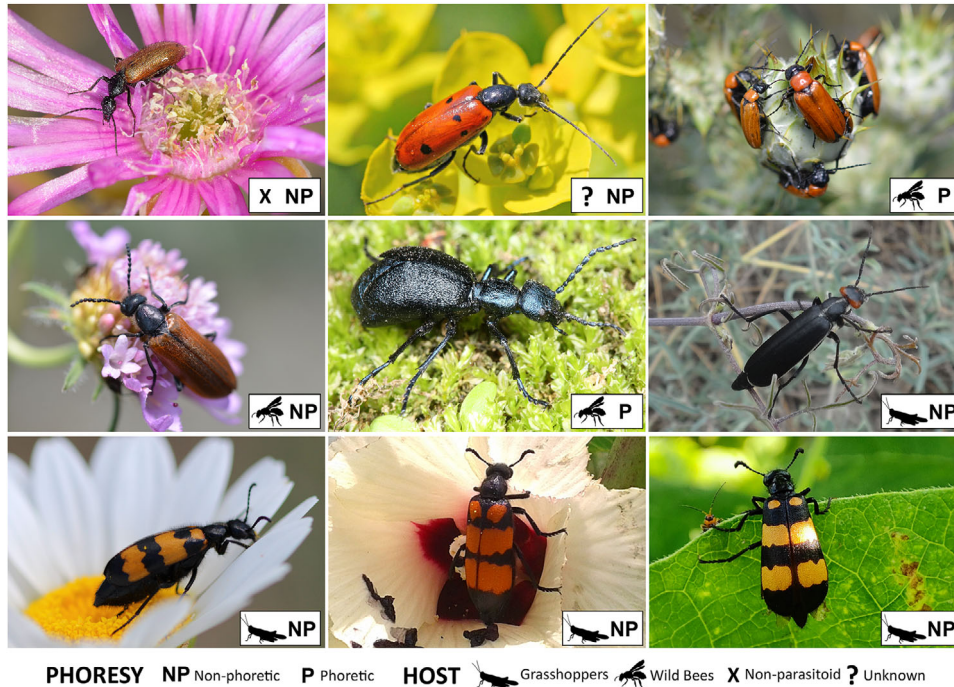 X NP
? NP
P
NP
P
NP
NP
NP
NP
PHORESY NP Non-phoretic P Phoretic HOST Grasshoppers Wild Bees X Non-parasitoid ? Unknown